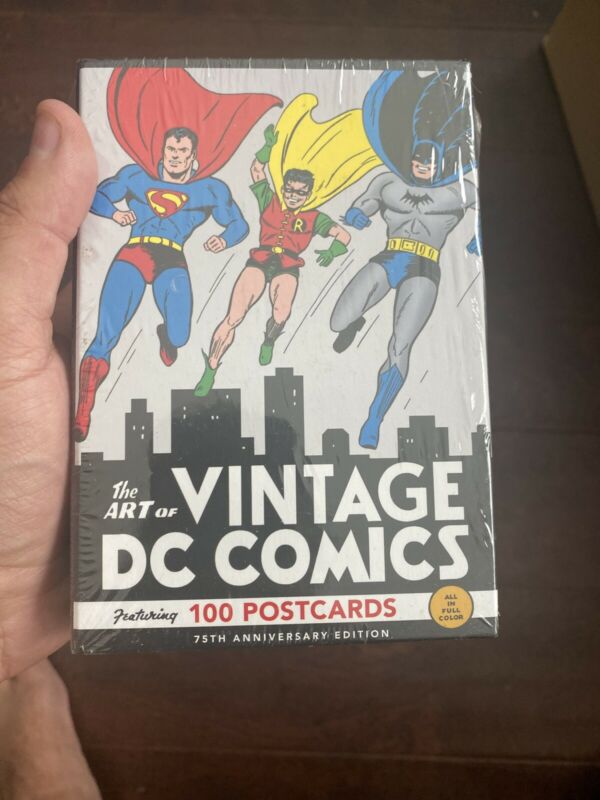 S
R
The
ART OF VINTAGE
DC COMICS
Featuring 100 POSTCARDS
ALL
IN
FULL
COLOR
75TH ANNIVERSARY EDITION